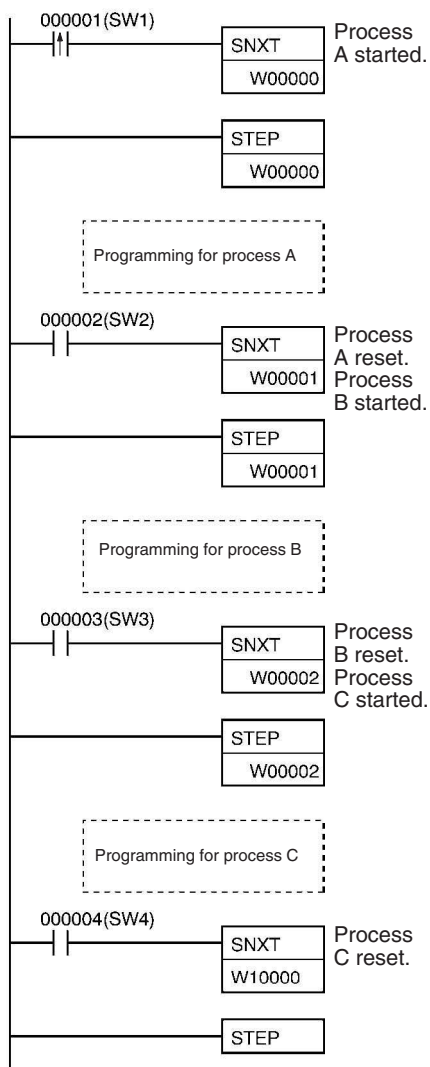 000001(SW1)
SNXT
W00000
Process
A started.
STEP
W00000
Programming for process A
000002(SW2)
SNXT
W00001
Process
A reset.
Process
B started.
STEP
W00001
Programming for process B
000003(SW3)
SNXT
W00002
Process
B reset.
Process
C started.
STEP
W00002
Programming for process C
000004(SW4)
SNXT
W10000
Process
C reset.
STEP